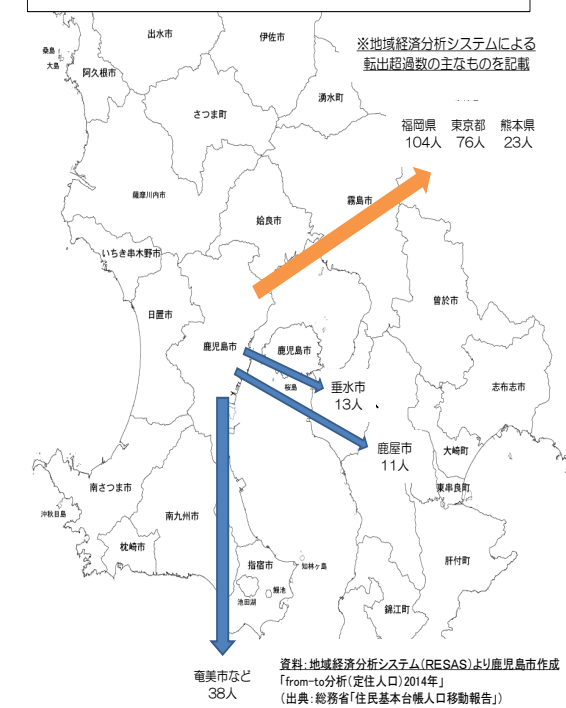 出水市
伊佐市
※地域経済分析システムによる
転出超過数の主なものを記載
桑島
大島
阿久根市
湧水町
さつま町
福岡県 東京都 熊本県
104人 76人 23人
薩摩川内市
霧島市
姶良市
いちき串木野市
曽於市
日置市
鹿児島市
鹿児島市
桜島
垂水市
13人
志布志市
鹿屋市
11人
大崎町
東串良町
南さつま市
沖秋目島
南九州市
枕崎市
指宿市
知林ヶ島
鰻池
池田湖
肝付町
錦江町
奄美市など
38人
資料：地域経済分析システム（RESAS）より鹿児島市作成
「from-to分析（定住人口）2014年」
（出典：総務省「住民基本台帳人口移動報告」）